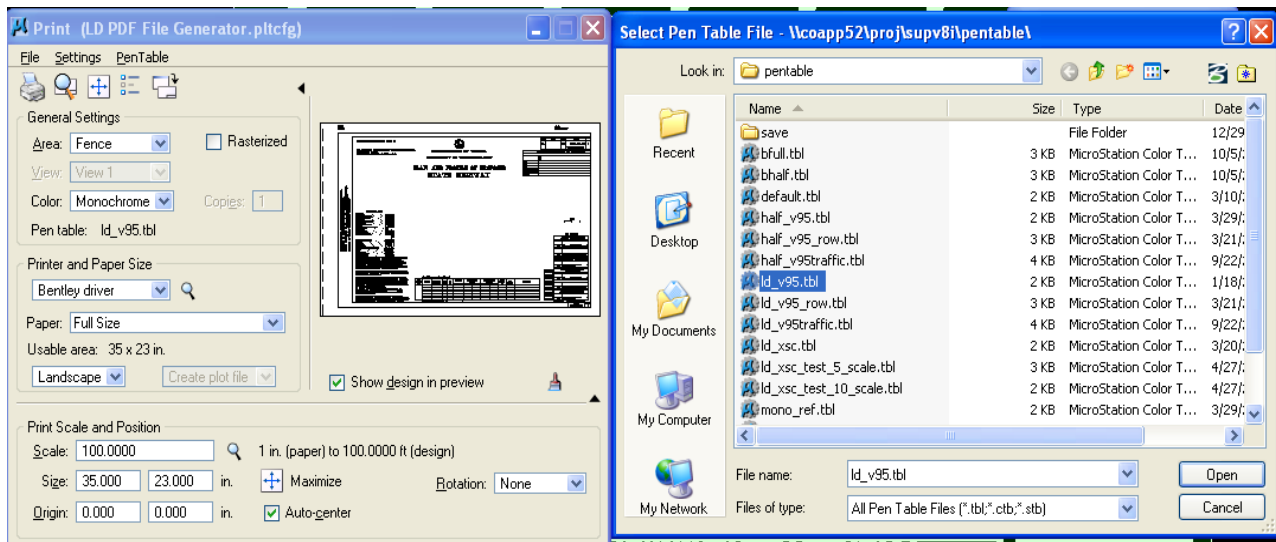 Print (LD PDF File Generator.pltcfg)
File Settings PenTable
General Settings
Area: Fence Rasterized
View: View 1
Color: Monochrome Copies: 1
Pen table: ld_v95.tbl
Printer and Paper Size
Bentley driver
Paper: Full Size
Usable area: 35 x 23 in.
Landscape Create plot file
Show design in preview
Print Scale and Position
Scale: 100.0000 1 in. (paper) to 100.0000 ft (design)
Size: 35.000 23.000 in. Maximize Rotation: None
Origin: 0.000 0.000 in. Auto-center
Select Pen Table File - \\coapp52\proj\supv8i\pentable\
Look in: pentable
Recent
Desktop
My Documents
My Computer
My Network
Name Size Type Date
save File Folder 12/29
bfull.tbl 3 KB MicroStation Color T... 10/5/
bhalf.tbl 3 KB MicroStation Color T... 10/5/
default.tbl 2 KB MicroStation Color T... 3/10/
half_v95.tbl 2 KB MicroStation Color T... 3/29/
half_v95_row.tbl 3 KB MicroStation Color T... 3/21/
half_v95traffic.tbl 4 KB MicroStation Color T... 9/22/
ld_v95.tbl 2 KB MicroStation Color T... 1/18/
ld_v95_row.tbl 3 KB MicroStation Color T... 3/21/
ld_v95traffic.tbl 4 KB MicroStation Color T... 9/22/
ld_xsc.tbl 2 KB MicroStation Color T... 3/20/
ld_xsc_test_5_scale.tbl 3 KB MicroStation Color T... 4/27/
ld_xsc_test_10_scale.tbl 2 KB MicroStation Color T... 4/27/
mono_ref.tbl 2 KB MicroStation Color T... 3/29/
File name: ld_v95.tbl Open
Files of type: All Pen Table Files (*.tbl;*.ctb;*.stb) Cancel